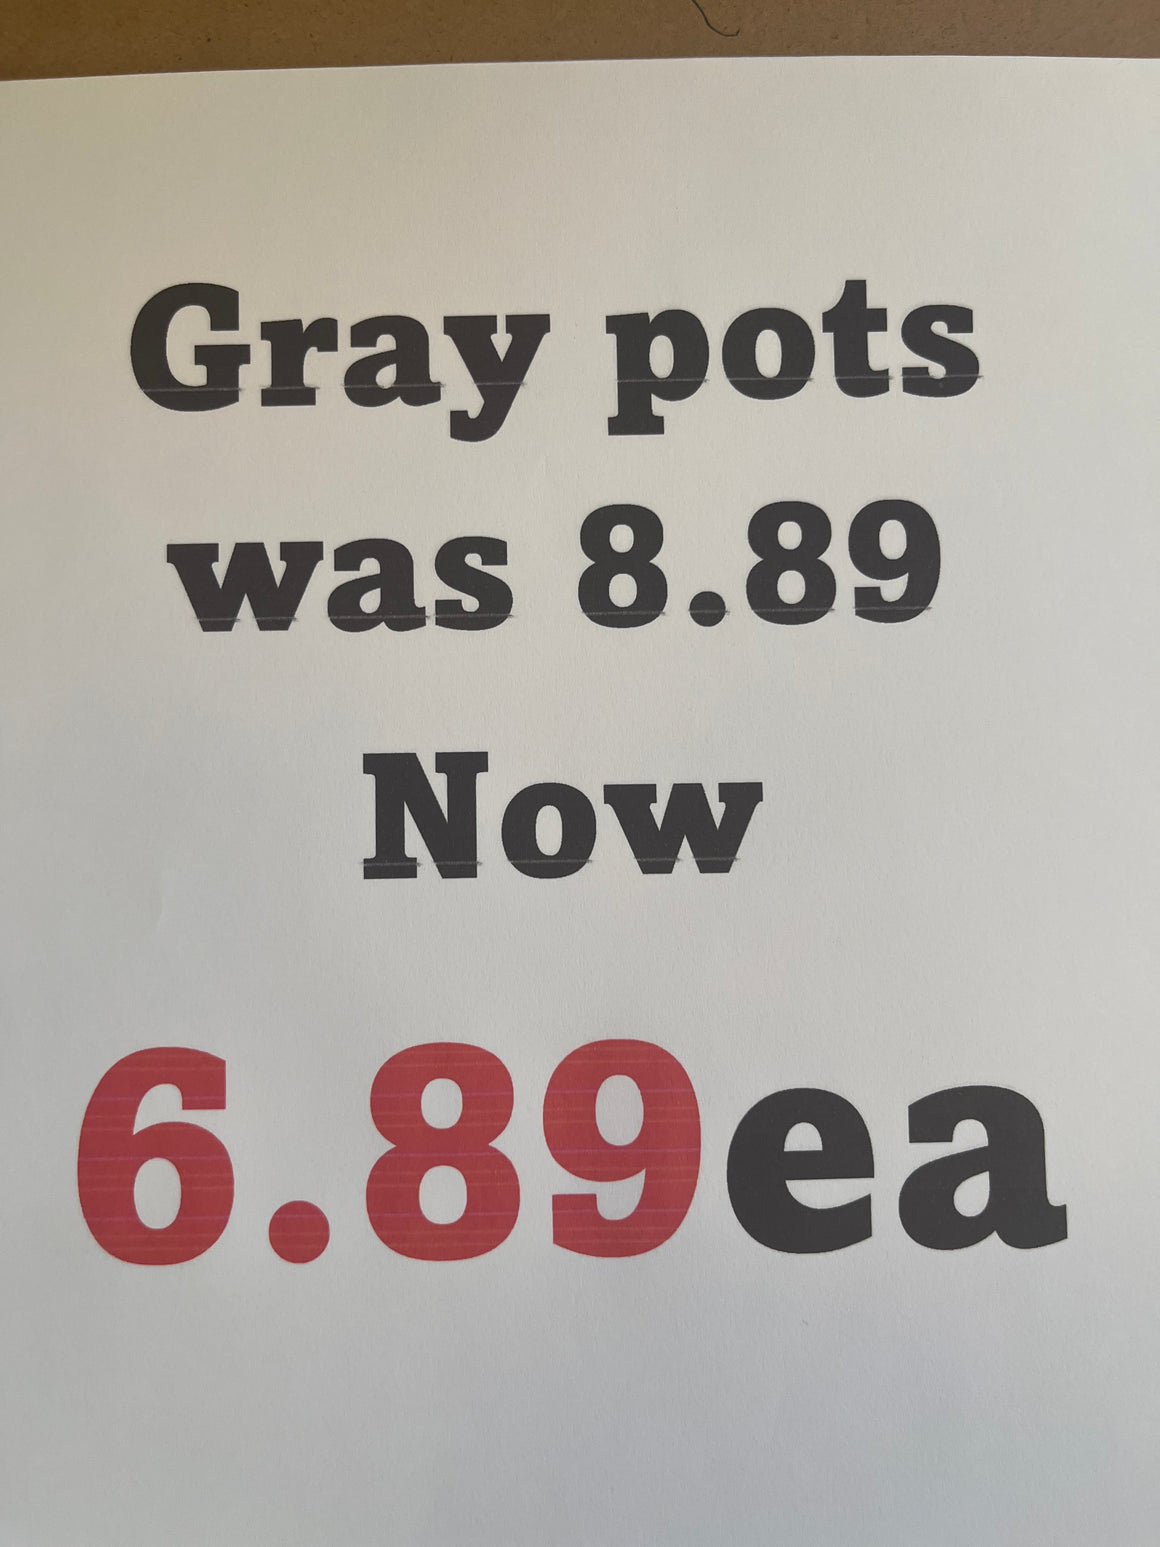 Gray pots
was 8.89
Now
6.89ea